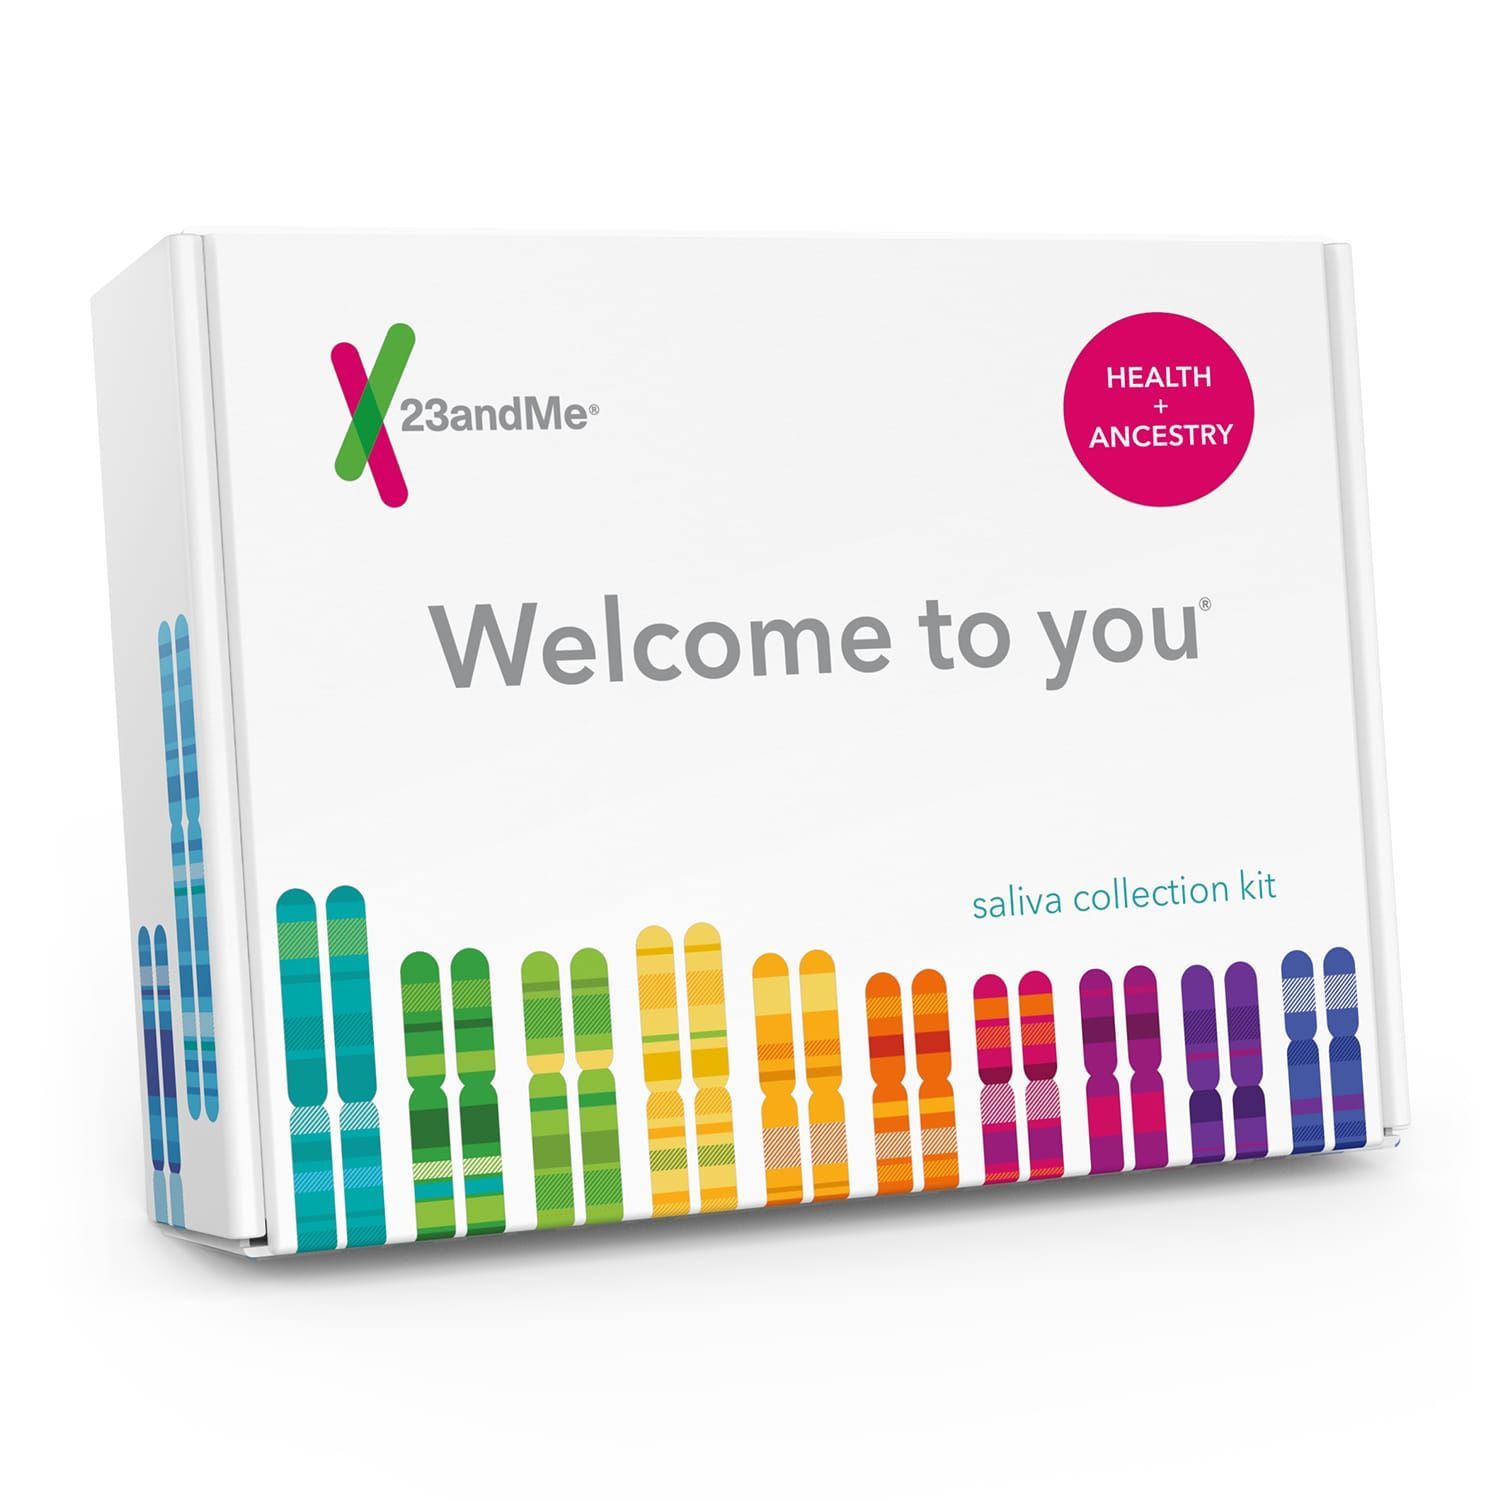 23andMe®
HEALTH
+
ANCESTRY
Welcome to you®
saliva collection kit